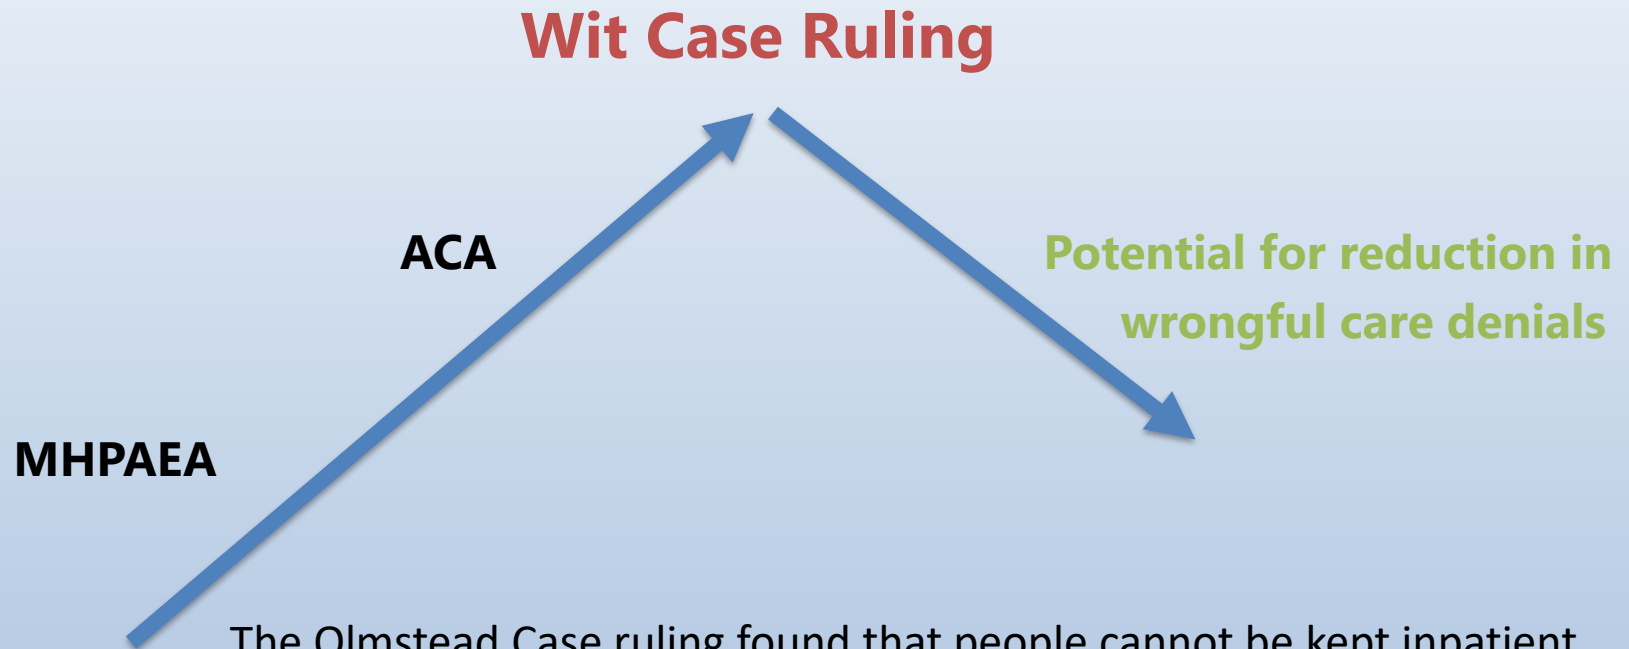 Wit Case Ruling
ACA
Potential for reduction in
wrongful care denials
MHPAEA
The Olmstead Case ruling found that people cannot be kept inpatient